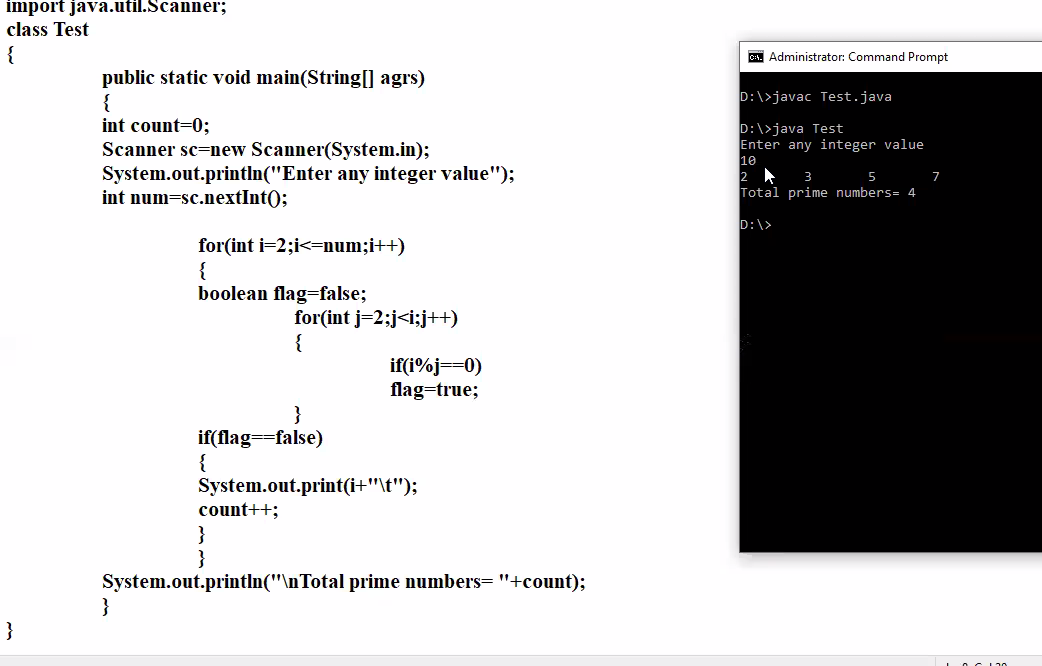 import java.util.Scanner;
class Test
{
public static void main(String[] agrs)
{
int count=0;
Scanner sc=new Scanner(System.in);
System.out.println("Enter any integer value");
int num=sc.nextInt();
for(int i=2;i<=num;i++)
{
boolean flag=false;
for(int j=2;j<i;j++)
{
if(i%j==0)
flag=true;
}
if(flag==false)
{
System.out.print(i+"\t");
count++;
}
}
System.out.println("\nTotal prime numbers= "+count);
}
}
Administrator: Command Prompt
D:\>javac Test.java
D:\>java Test
Enter any integer value
10
2 3 5 7
Total prime numbers= 4
D:\>